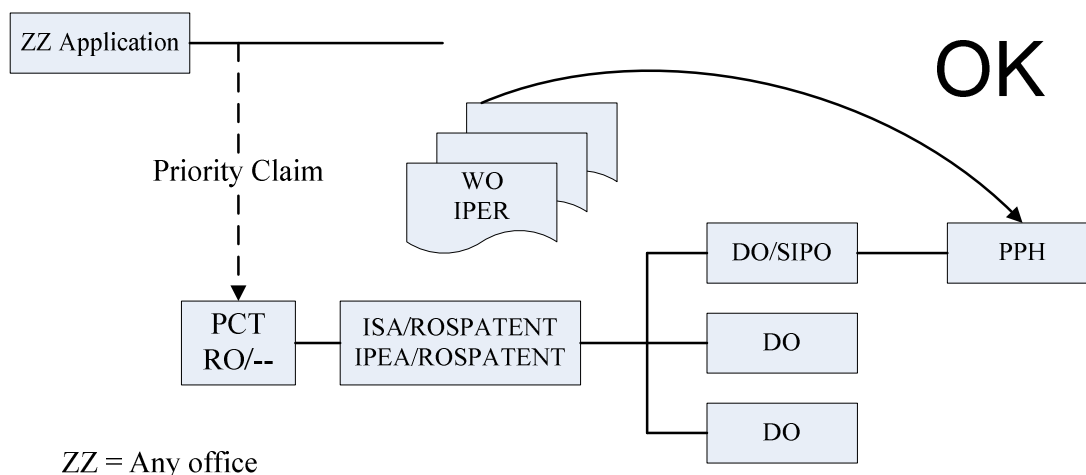 ZZ Application
OK
Priority Claim
WO
IPER
DO/SIPO
PPH
PCT
RO/--
ISA/ROSPATENT
IPEA/ROSPATENT
DO
DO
ZZ = Any office